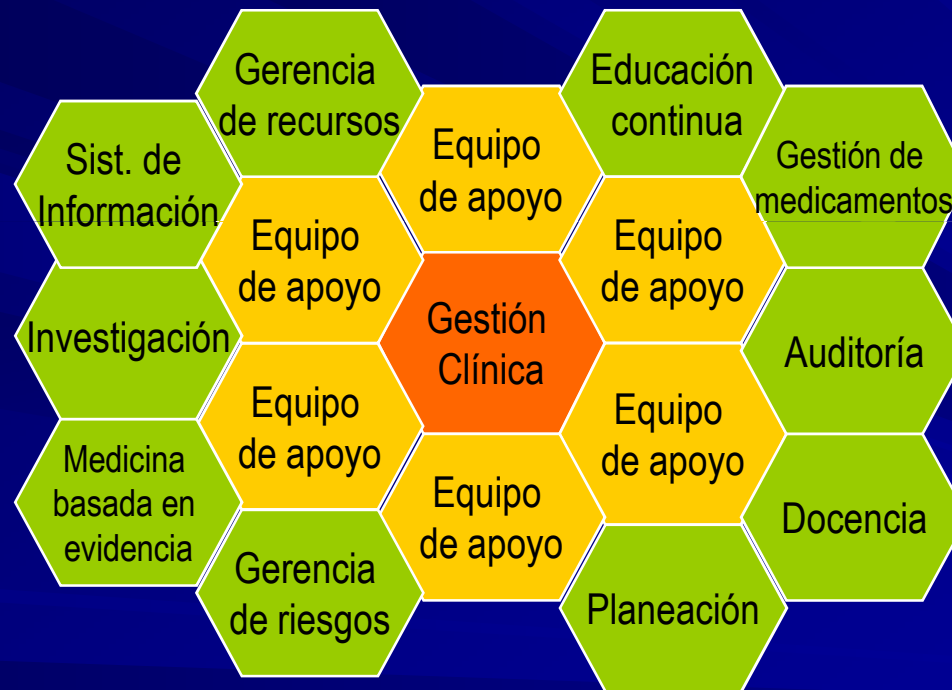 Gerencia
de recursos
Educación
continua
Sist. de
Información
Equipo
de apoyo
Gestión de
medicamentos
Equipo
de apoyo
Equipo
de apoyo
Investigación
Gestión
Clínica
Auditoría
Equipo
de apoyo
Equipo
de apoyo
Medicina
basada en
evidencia
Equipo
de apoyo
Docencia
Gerencia
de riesgos
Planeación